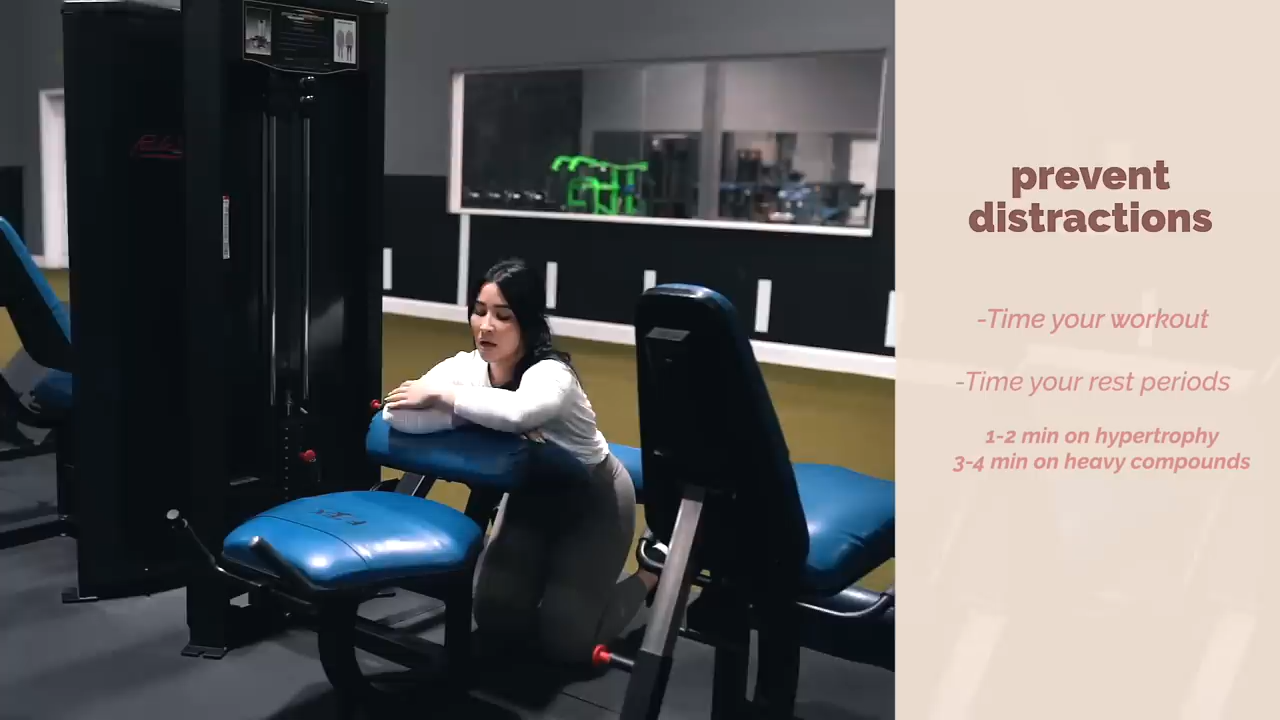 prevent
distractions
-Time your workout
-Time your rest periods
1-2 min on hypertrophy
3-4 min on heavy compounds